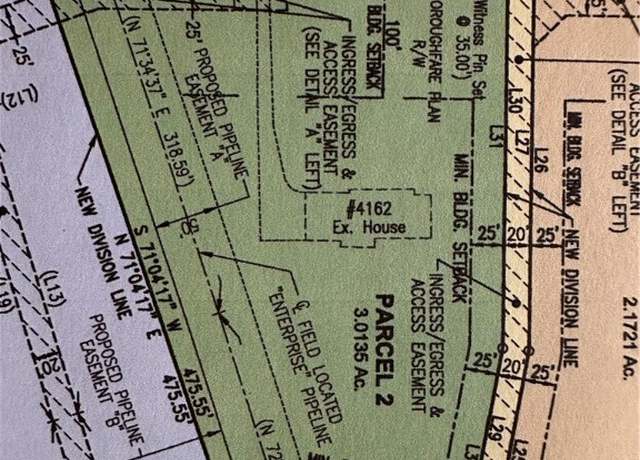 Witness Pin Set
@ 35.00')
OROUGHFARE PLAN
R/W
100'
BLDG. SETBACK
INGRESS/EGRESS &
ACCESS EASEMENT
(SEE DETAIL "A" LEFT)
25'
PROPOSED PIPELINE
EASEMENT "A"
(N 71°34'37" E 318.59')
25'
(L12)
L30
L31
L27
L26
ACCESS EASEMEN
(SEE DETAIL "B" LEFT)
MIN. BLDG. SETBACK
MIN. BLDG. SETBACK
#4162
Ex. House
25'
20'
25'
NEW DIVISION LINE
NEW DIVISION LINE
S 71°04'17" W
475.55'
N 71°04'17" E
475.55'
INGRESS/EGRESS &
ACCESS EASEMENT
PARCEL 2
3.0135 Ac.
2.1721 Ac.
℄ FIELD LOCATED
"ENTERPRISE" PIPELINE
(L13)
L19)
PROPOSED PIPELINE
EASEMENT "B"
25'
20'
25'
(N 72°
L29